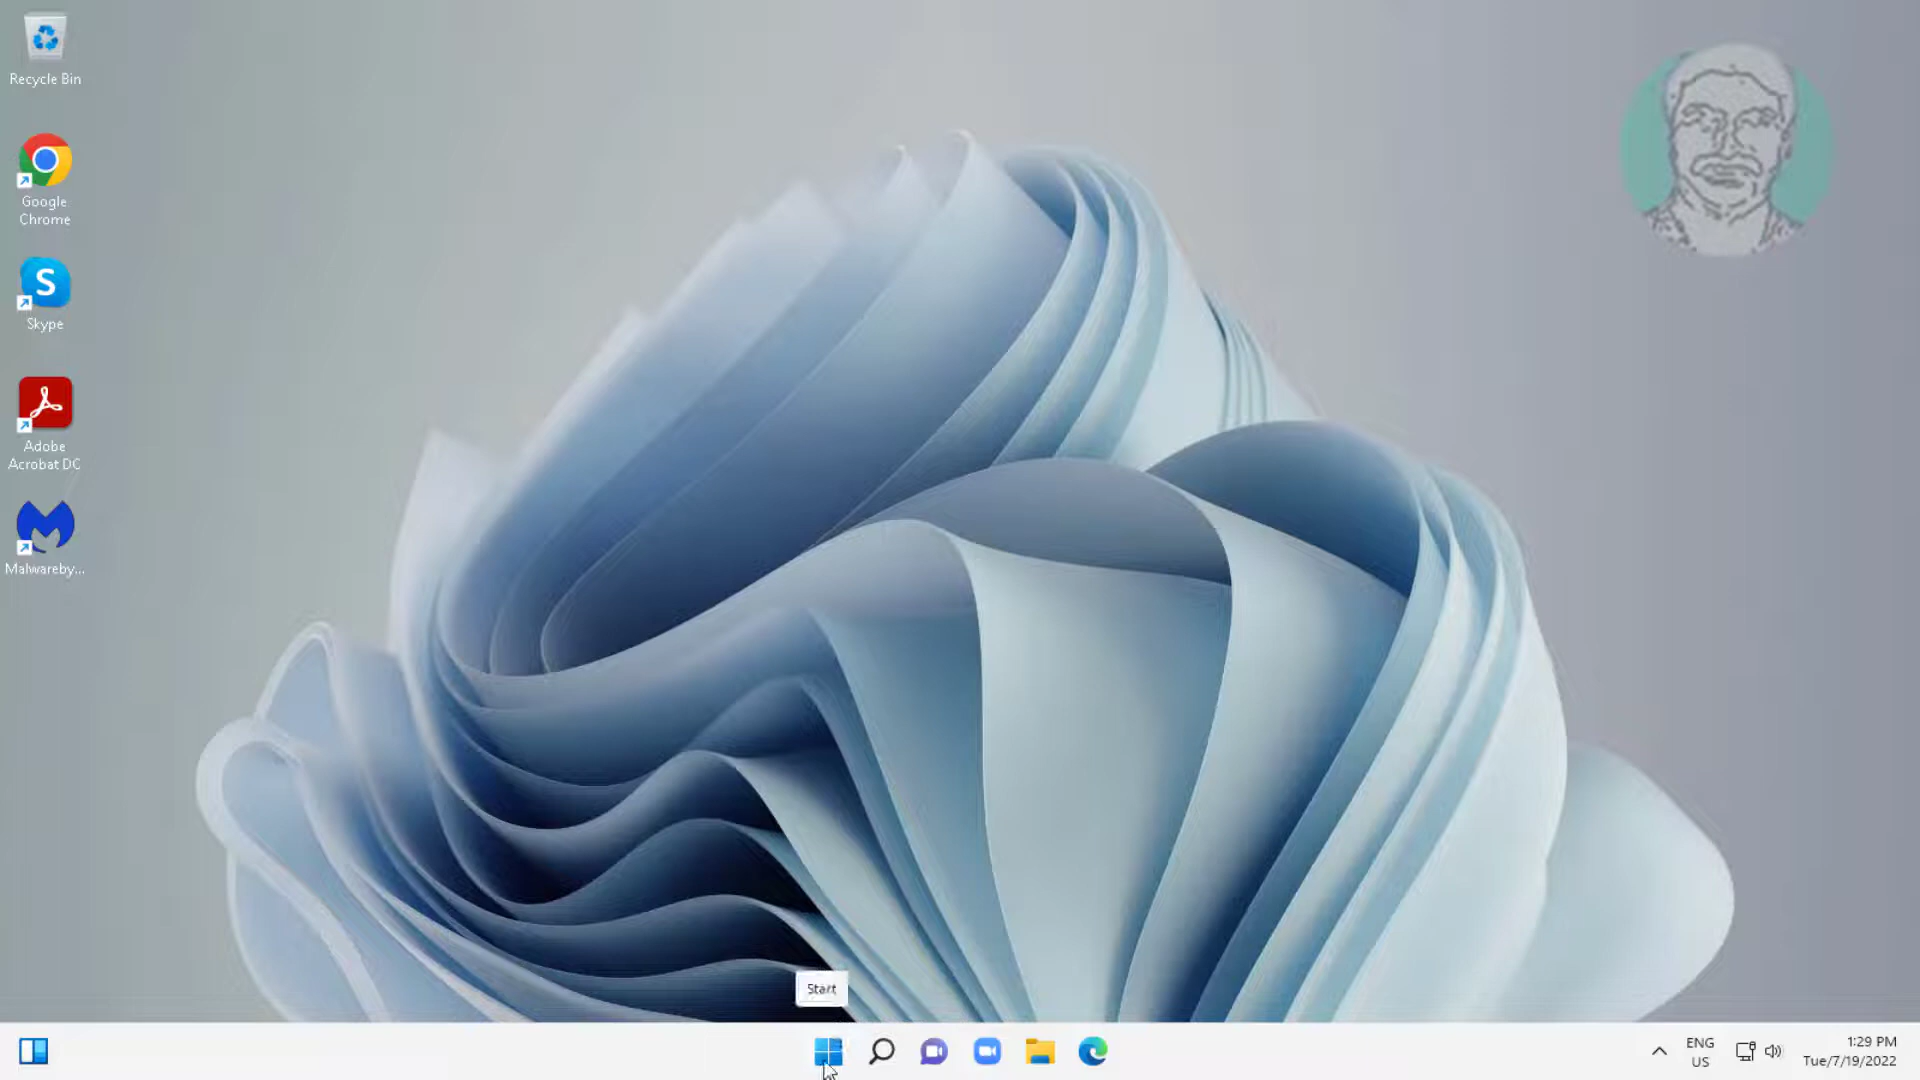 Recycle Bin
Google
Chrome
S
Skype
Adobe
Acrobat DC
Malwareby...
Start
ENG
US
1:29 PM
Tue/7/19/2022